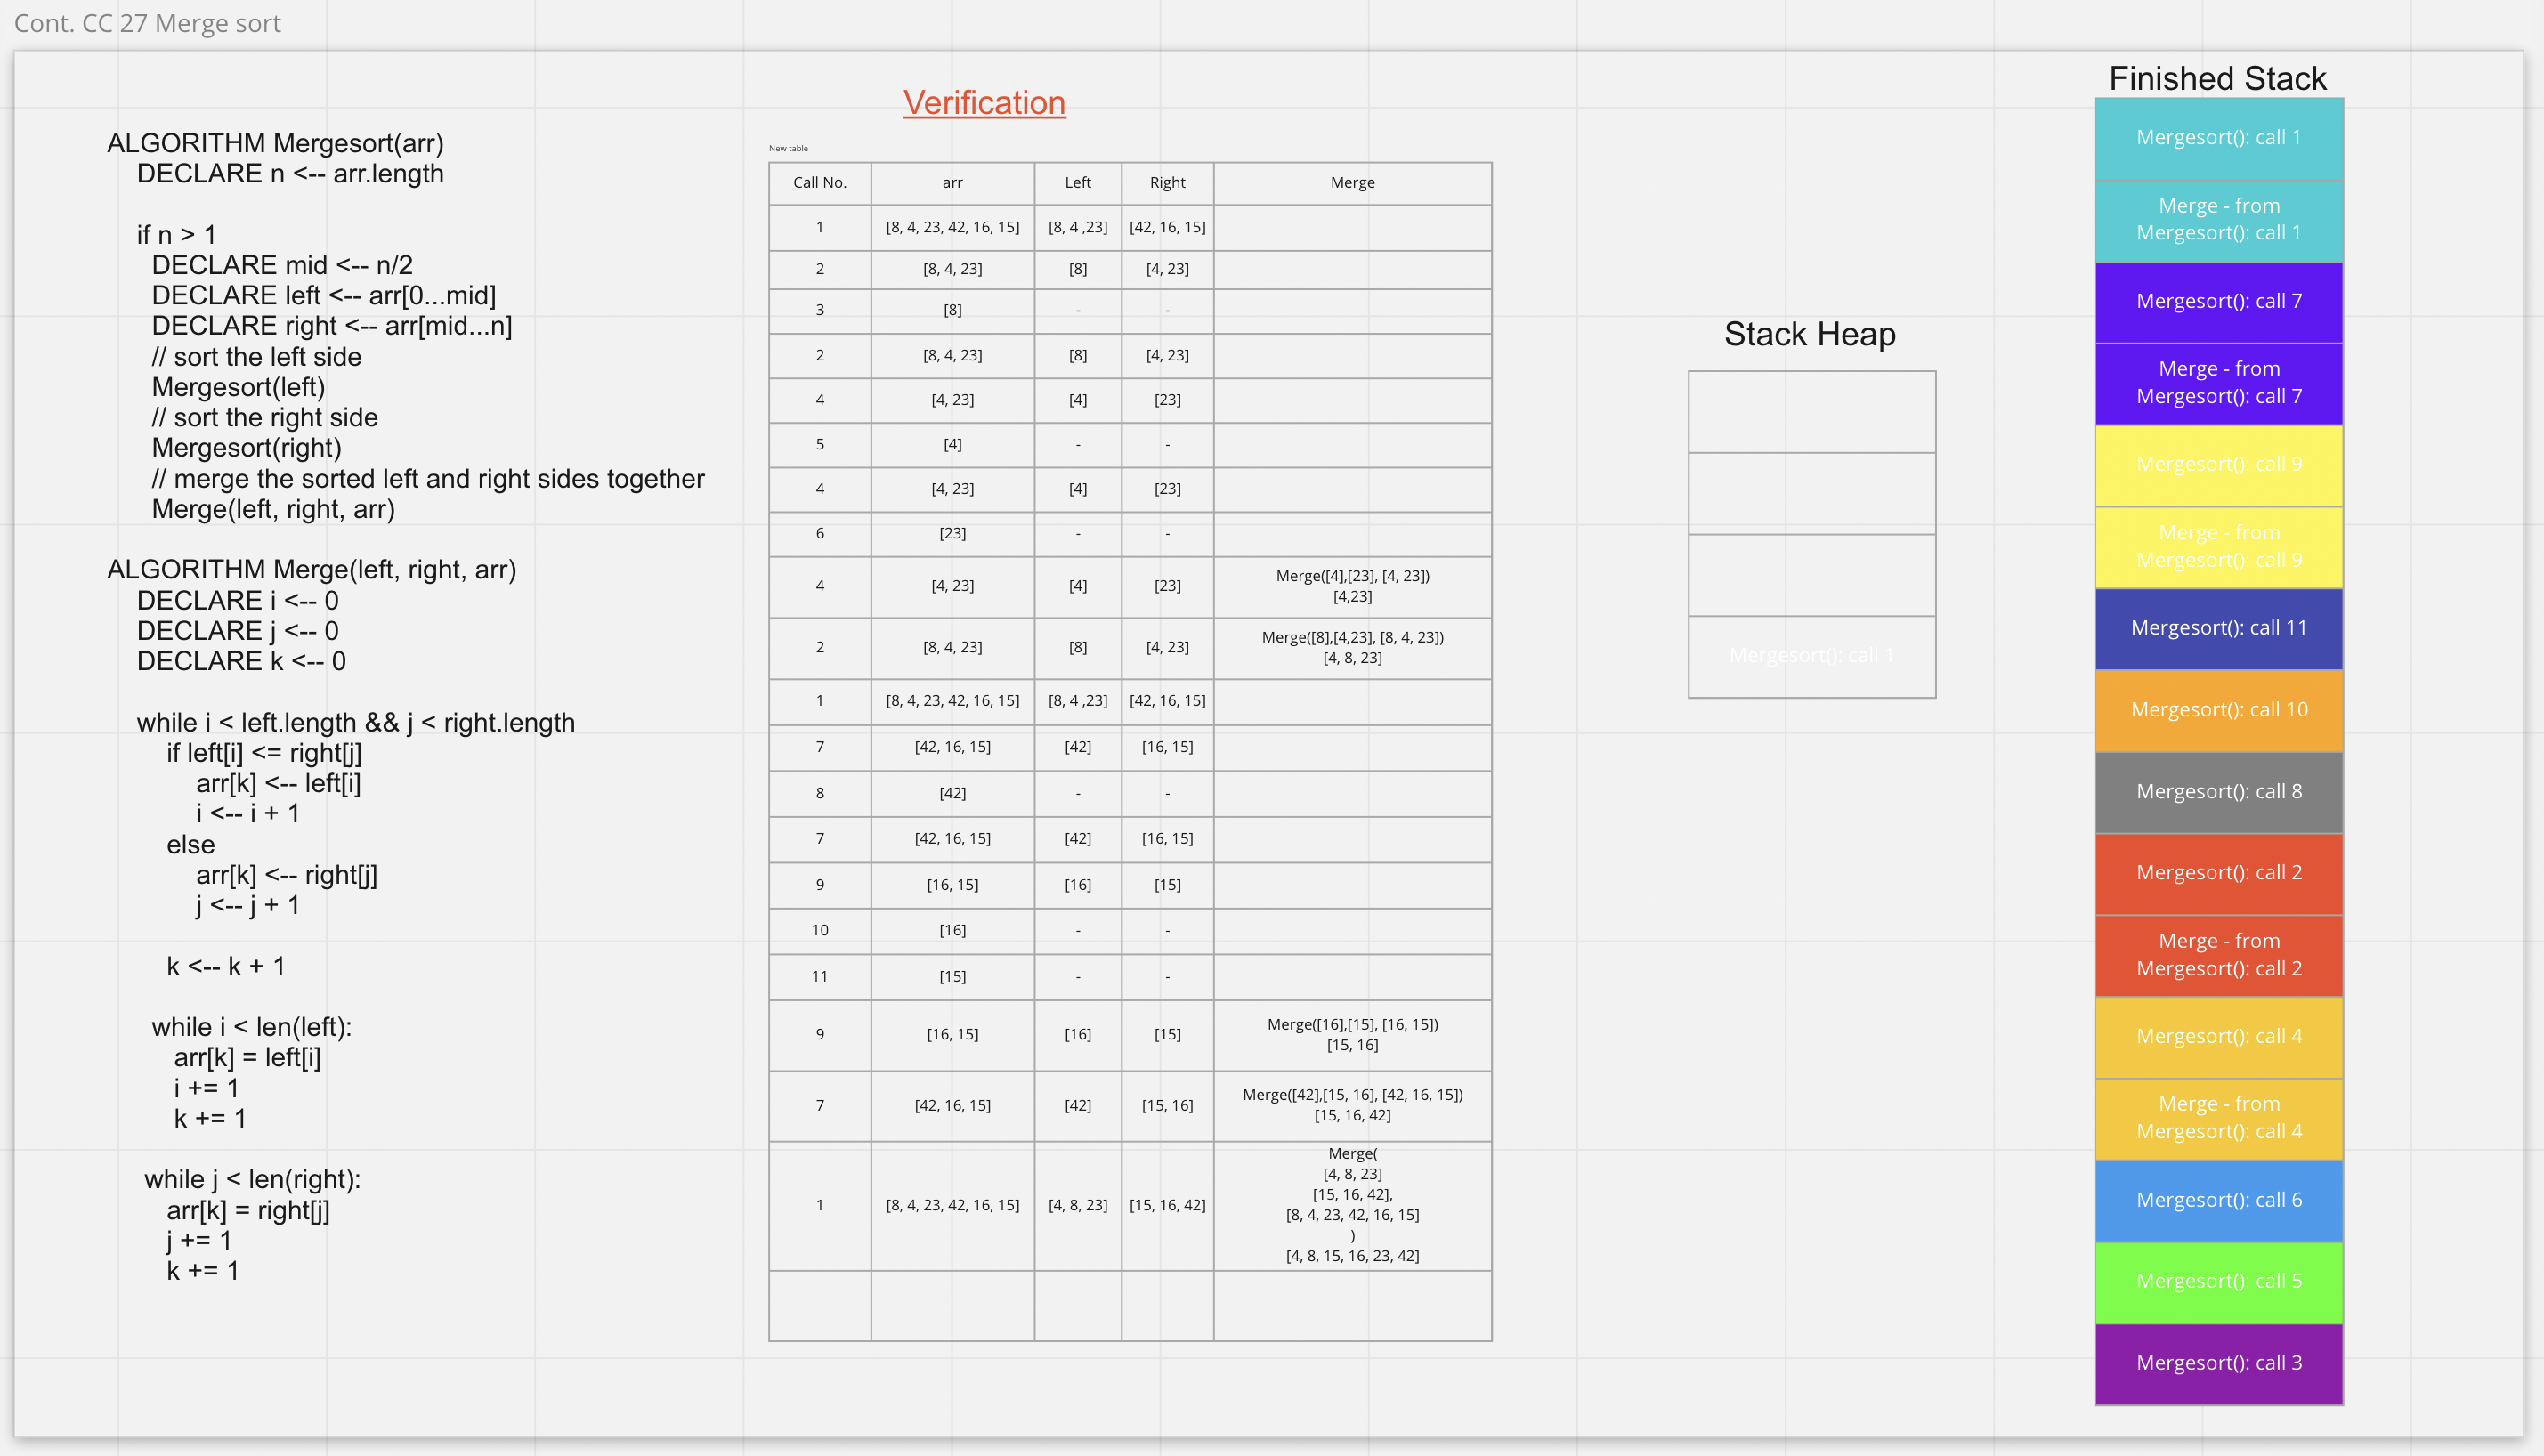 Cont. CC 27 Merge sort
ALGORITHM Mergesort(arr)
DECLARE n <-- arr.length
if n > 1
DECLARE mid <-- n/2
DECLARE left <-- arr[0...mid]
DECLARE right <-- arr[mid...n]
// sort the left side
Mergesort(left)
// sort the right side
Mergesort(right)
// merge the sorted left and right sides together
Merge(left, right, arr)
ALGORITHM Merge(left, right, arr)
DECLARE i <-- 0
DECLARE j <-- 0
DECLARE k <-- 0
while i < left.length && j < right.length
if left[i] <= right[j]
arr[k] <-- left[i]
i <-- i + 1
else
arr[k] <-- right[j]
j <-- j + 1
k <-- k + 1
while i < len(left):
arr[k] = left[i]
i += 1
k += 1
while j < len(right):
arr[k] = right[j]
j += 1
k += 1
Verification
New table
Call No. arr Left Right Merge
1 [8, 4, 23, 42, 16, 15] [8, 4 ,23] [42, 16, 15]
2 [8, 4, 23] [8] [4, 23]
3 [8] - -
2 [8, 4, 23] [8] [4, 23]
4 [4, 23] [4] [23]
5 [4] - -
4 [4, 23] [4] [23]
6 [23] - -
4 [4, 23] [4] [23] Merge([4],[23], [4, 23])
[4,23]
2 [8, 4, 23] [8] [4, 23] Merge([8],[4,23], [8, 4, 23])
[4, 8, 23]
1 [8, 4, 23, 42, 16, 15] [8, 4 ,23] [42, 16, 15]
7 [42, 16, 15] [42] [16, 15]
8 [42] - -
7 [42, 16, 15] [42] [16, 15]
9 [16, 15] [16] [15]
10 [16] - -
11 [15] - -
9 [16, 15] [16] [15] Merge([16],[15], [16, 15])
[15, 16]
7 [42, 16, 15] [42] [15, 16] Merge([42],[15, 16], [42, 16, 15])
[15, 16, 42]
1 [8, 4, 23, 42, 16, 15] [4, 8, 23] [15, 16, 42] Merge(
[4, 8, 23]
[15, 16, 42],
[8, 4, 23, 42, 16, 15]
)
[4, 8, 15, 16, 23, 42]
Stack Heap
Mergesort(): call 1
Finished Stack
Mergesort(): call 1
Merge - from
Mergesort(): call 1
Mergesort(): call 7
Merge - from
Mergesort(): call 7
Mergesort(): call 9
Merge - from
Mergesort(): call 9
Mergesort(): call 11
Mergesort(): call 10
Mergesort(): call 8
Mergesort(): call 2
Merge - from
Mergesort(): call 2
Mergesort(): call 4
Merge - from
Mergesort(): call 4
Mergesort(): call 6
Mergesort(): call 5
Mergesort(): call 3